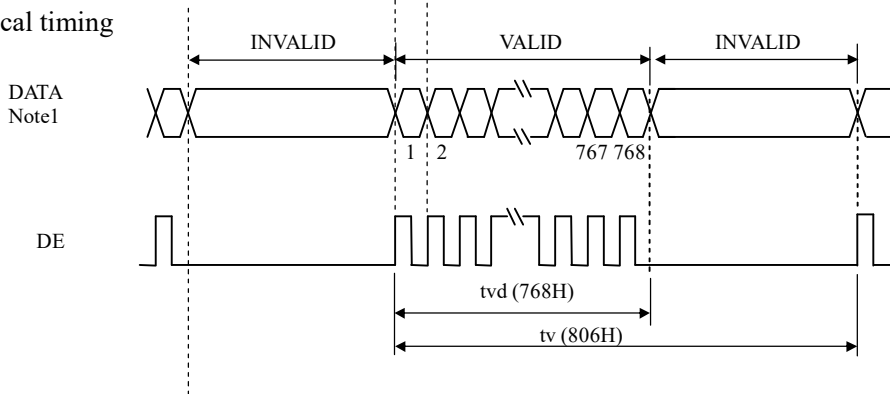 cal timing
INVALID VALID INVALID
DATA
Note1
1 2 767 768
DE
tvd (768H)
tv (806H)